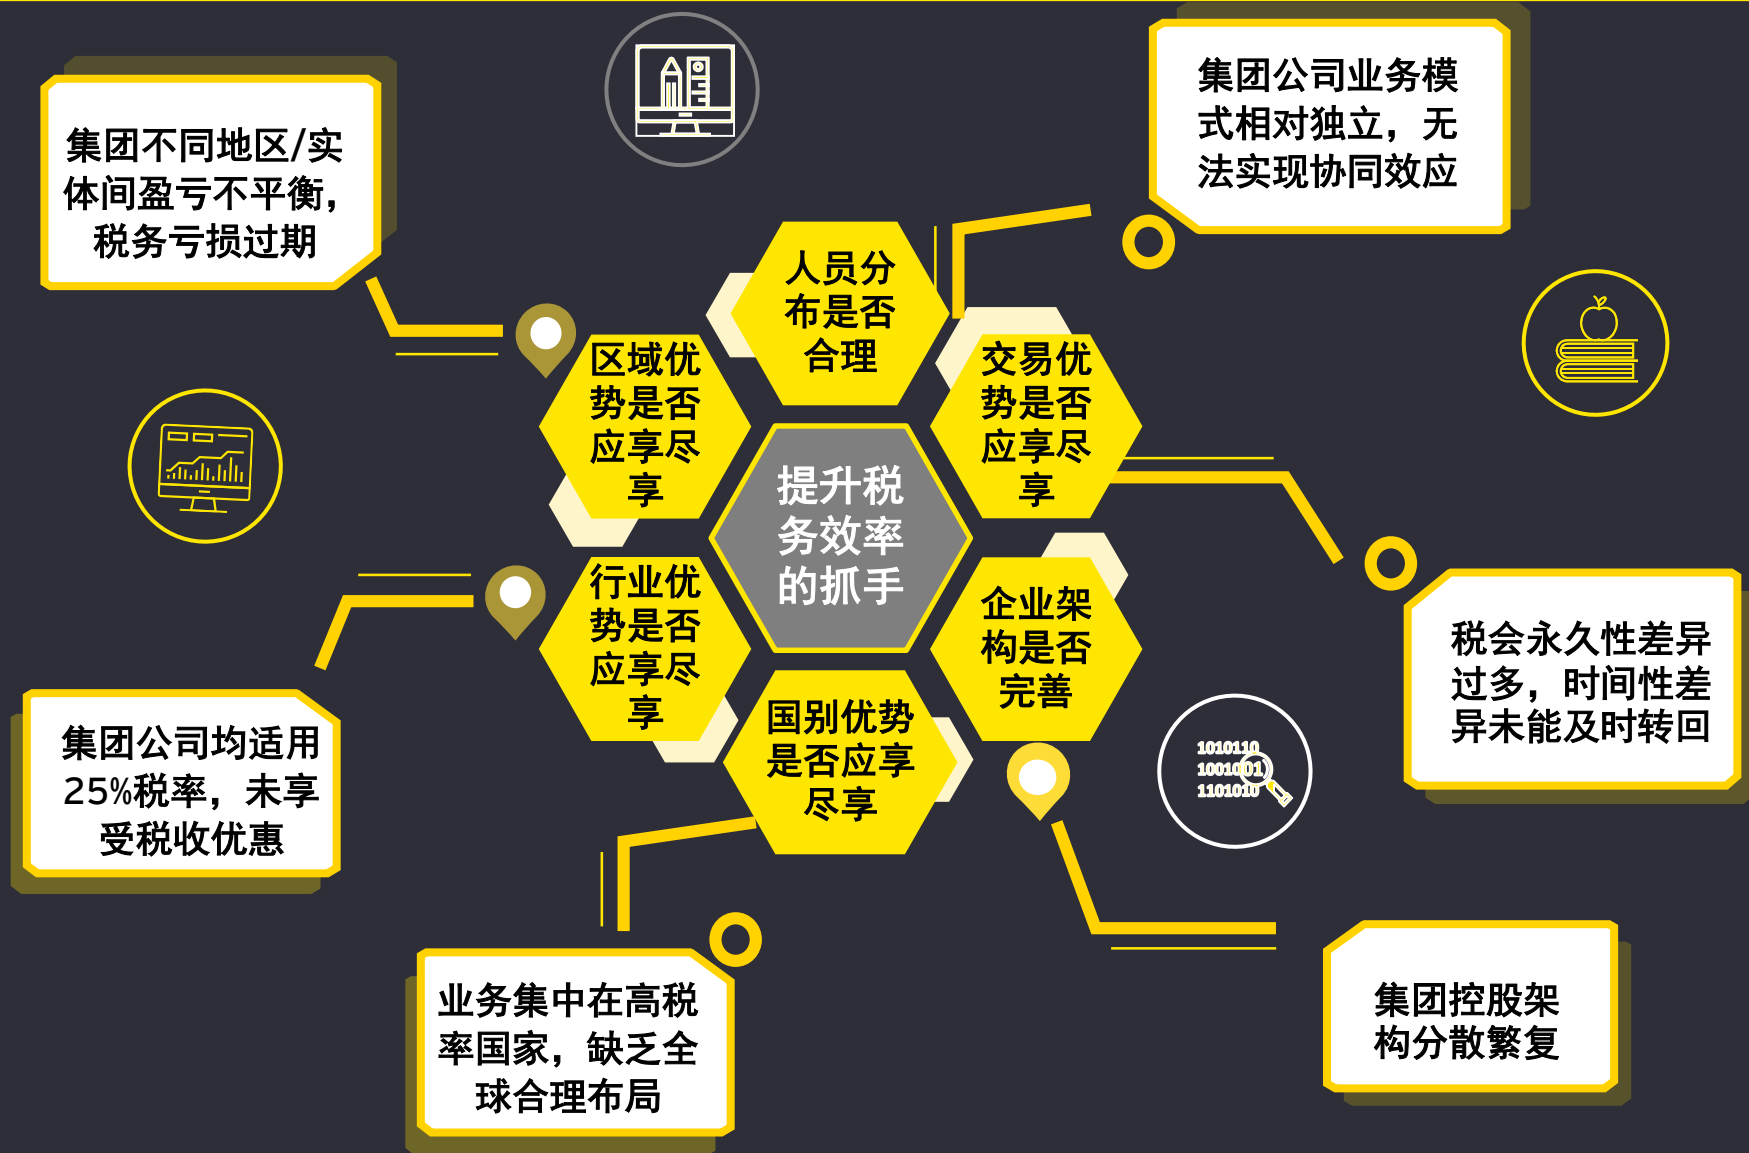 集团不同地区/实
体间盈亏不平衡，
税务亏损过期
集团公司业务模
式相对独立，无
法实现协同效应
人员分
布是否
合理
区域优
势是否
应享尽
享
交易优
势是否
应享尽
享
提升税
务效率
的抓手
行业优
势是否
应享尽
享
企业架
构是否
完善
国别优势
是否应享
尽享
税会永久性差异
过多，时间性差
异未能及时转回
集团公司均适用
25%税率，未享
受税收优惠
1010110
1001001
1101010
业务集中在高税
率国家，缺乏全
球合理布局
集团控股架
构分散繁复